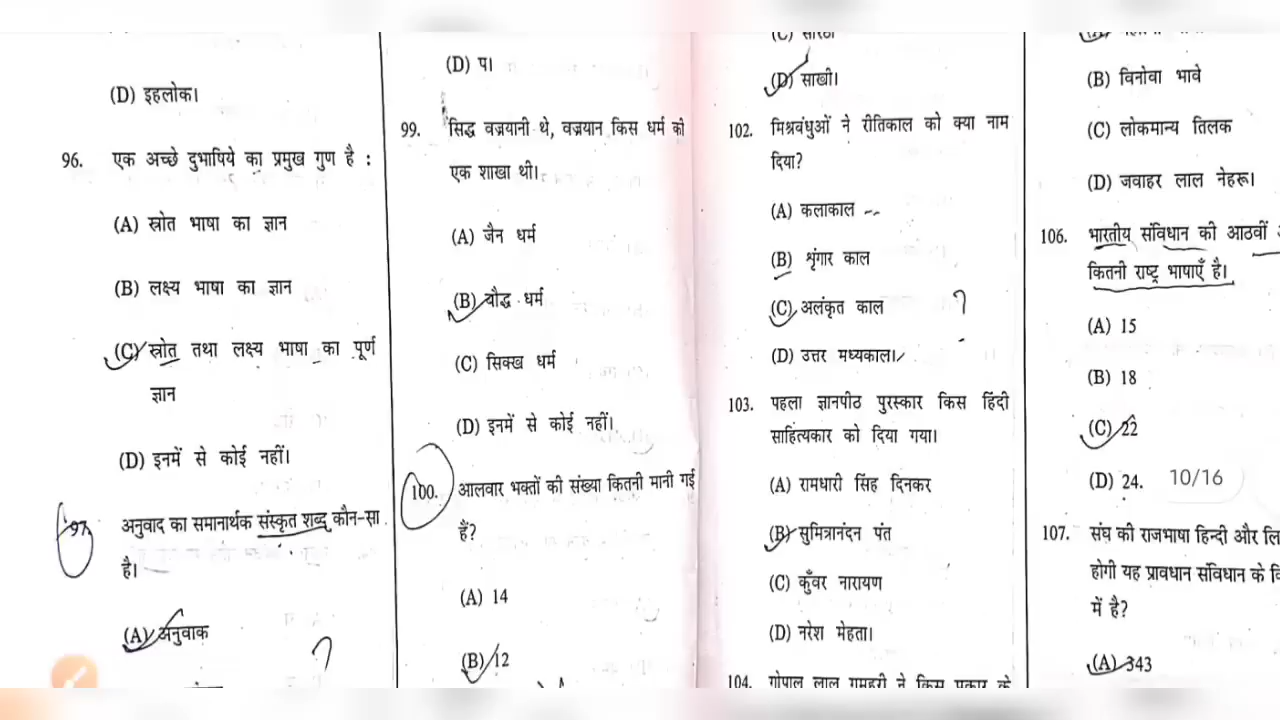 (D) इहलोक।
96. एक अच्छे दुभाषिये का प्रमुख गुण है :
(A) स्रोत भाषा का ज्ञान
(B) लक्ष्य भाषा का ज्ञान
(C) स्रोत तथा लक्ष्य भाषा का पूर्ण
ज्ञान
(D) इनमें से कोई नहीं।
97. अनुवाद का समानार्थक संस्कृत शब्द कौन-सा
है।
(A) अनुवाक
(D) प।
99. सिद्ध वज्रयानी थे, वज्रयान किस धर्म की
एक शाखा थी।
(A) जैन धर्म
(B) बौद्ध धर्म
(C) सिक्ख धर्म
(D) इनमें से कोई नहीं।
100. आलवार भक्तों की संख्या कितनी मानी गई
हैं?
(A) 14
(B) 12
(C) सोरठा
(D) साखी।
102. मिश्रबंधुओं ने रीतिकाल को क्या नाम
दिया?
(A) कलाकाल
(B) शृंगार काल
(C) अलंकृत काल ?
(D) उत्तर मध्यकाल।
103. पहला ज्ञानपीठ पुरस्कार किस हिंदी
साहित्यकार को दिया गया।
(A) रामधारी सिंह दिनकर
(B) सुमित्रानंदन पंत
(C) कुँवर नारायण
(D) नरेश मेहता।
104. गोपाल लाल गमहरी ने किस प्रकार के
(A)
(B) विनोवा भावे
(C) लोकमान्य तिलक
(D) जवाहर लाल नेहरू।
106. भारतीय संविधान की आठवीं
कितनी राष्ट्र भाषाएँ है।
(A) 15
(B) 18
(C) 22
(D) 24. 10/16
107. संघ की राजभाषा हिन्दी और लि
होगी यह प्रावधान संविधान के
में है?
(A) 343